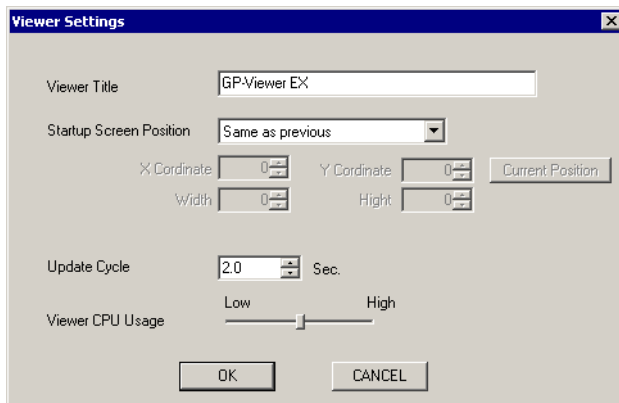 Viewer Settings
Viewer Title GP-Viewer EX
Startup Screen Position Same as previous
X Cordinate 0 Y Cordinate 0 Current Position
Width 0 Hight 0
Update Cycle 2.0 Sec.
Low High
Viewer CPU Usage
OK CANCEL